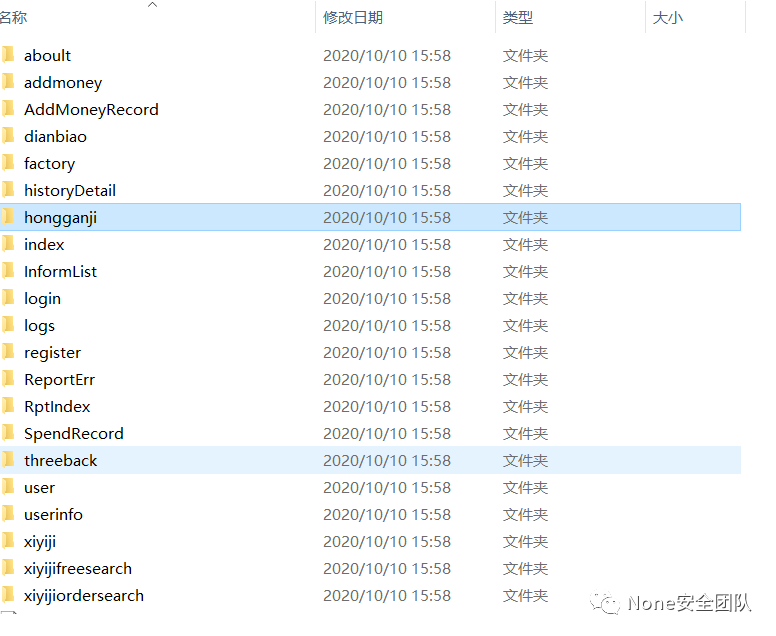 名称 修改日期 类型 大小
aboult 2020/10/10 15:58 文件夹
addmoney 2020/10/10 15:58 文件夹
AddMoneyRecord 2020/10/10 15:58 文件夹
dianbiao 2020/10/10 15:58 文件夹
factory 2020/10/10 15:58 文件夹
historyDetail 2020/10/10 15:58 文件夹
hongganji 2020/10/10 15:58 文件夹
index 2020/10/10 15:58 文件夹
InformList 2020/10/10 15:58 文件夹
login 2020/10/10 15:58 文件夹
logs 2020/10/10 15:58 文件夹
register 2020/10/10 15:58 文件夹
ReportErr 2020/10/10 15:58 文件夹
RptIndex 2020/10/10 15:58 文件夹
SpendRecord 2020/10/10 15:58 文件夹
threeback 2020/10/10 15:58 文件夹
user 2020/10/10 15:58 文件夹
userinfo 2020/10/10 15:58 文件夹
xiyiji 2020/10/10 15:58 文件夹
xiyijifreesearch 2020/10/10 15:58 文件夹
xiyijiordersearch 2020/10/10 15:58 文件夹
None安全团队